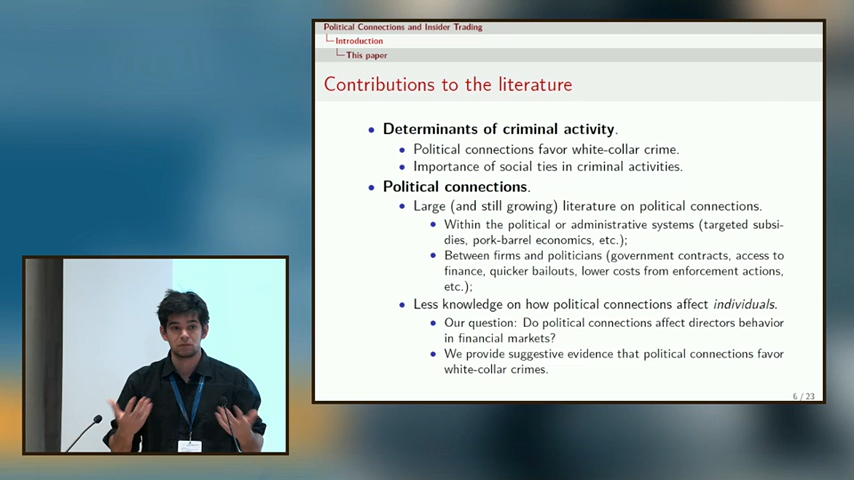 Political Connections and Insider Trading
Introduction
This paper
Contributions to the literature
• Determinants of criminal activity.
• Political connections favor white-collar crime.
• Importance of social ties in criminal activities.
• Political connections.
• Large (and still growing) literature on political connections.
• Within the political or administrative systems (targeted subsi-
dies, pork-barrel economics, etc.);
• Between firms and politicians (government contracts, access to
finance, quicker bailouts, lower costs from enforcement actions,
etc.);
• Less knowledge on how political connections affect individuals.
• Our question: Do political connections affect directors behavior
in financial markets?
• We provide suggestive evidence that political connections favor
white-collar crimes.
6 / 23